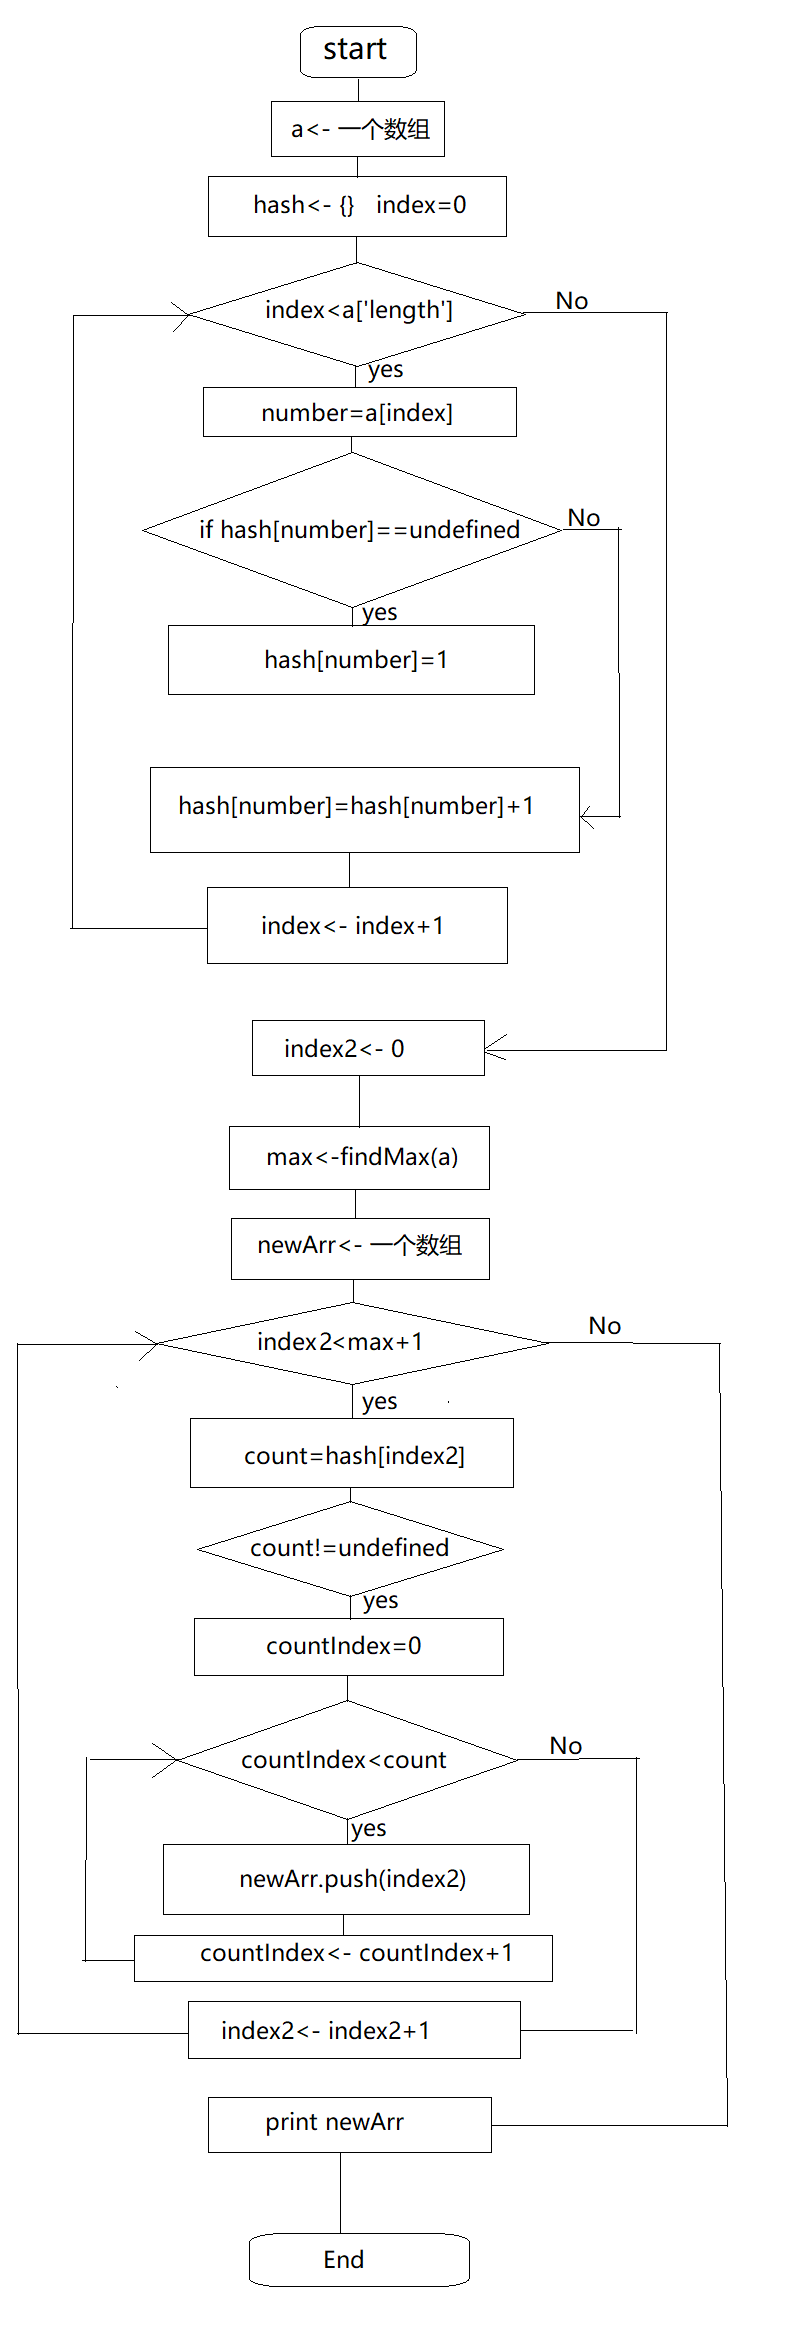 start
a<- 一个数组
hash<- {} index=0
index<a['length']
No
yes
number=a[index]
if hash[number]==undefined
No
yes
hash[number]=1
hash[number]=hash[number]+1
index<- index+1
index2<- 0
max<-findMax(a)
newArr<- 一个数组
index2<max+1
No
yes
count=hash[index2]
count!=undefined
yes
countIndex=0
countIndex<count
No
yes
newArr.push(index2)
countIndex<- countIndex+1
index2<- index2+1
print newArr
End